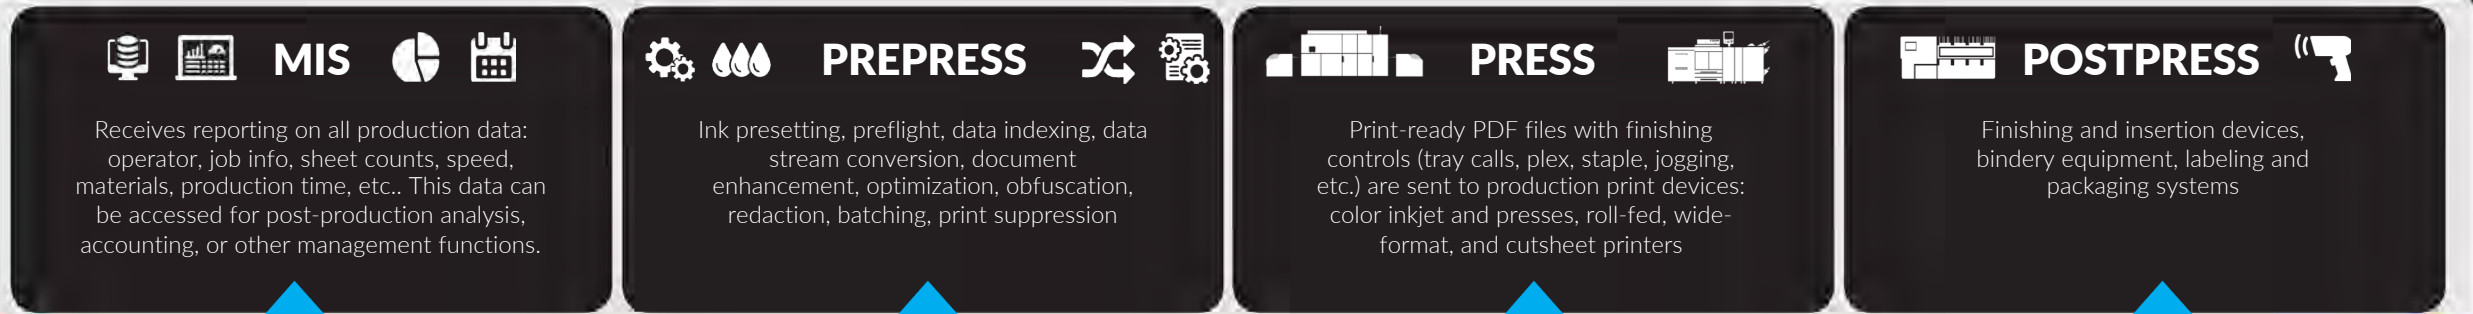 MIS
Receives reporting on all production data:
operator, job info, sheet counts, speed,
materials, production time, etc.. This data can
be accessed for post-production analysis,
accounting, or other management functions.
PREPRESS
Ink presetting, preflight, data indexing, data
stream conversion, document
enhancement, optimization, obfuscation,
redaction, batching, print suppression
PRESS
Print-ready PDF files with finishing
controls (tray calls, plex, staple, jogging,
etc.) are sent to production print devices:
color inkjet and presses, roll-fed, wide-
format, and cutsheet printers
POSTPRESS
Finishing and insertion devices,
bindery equipment, labeling and
packaging systems